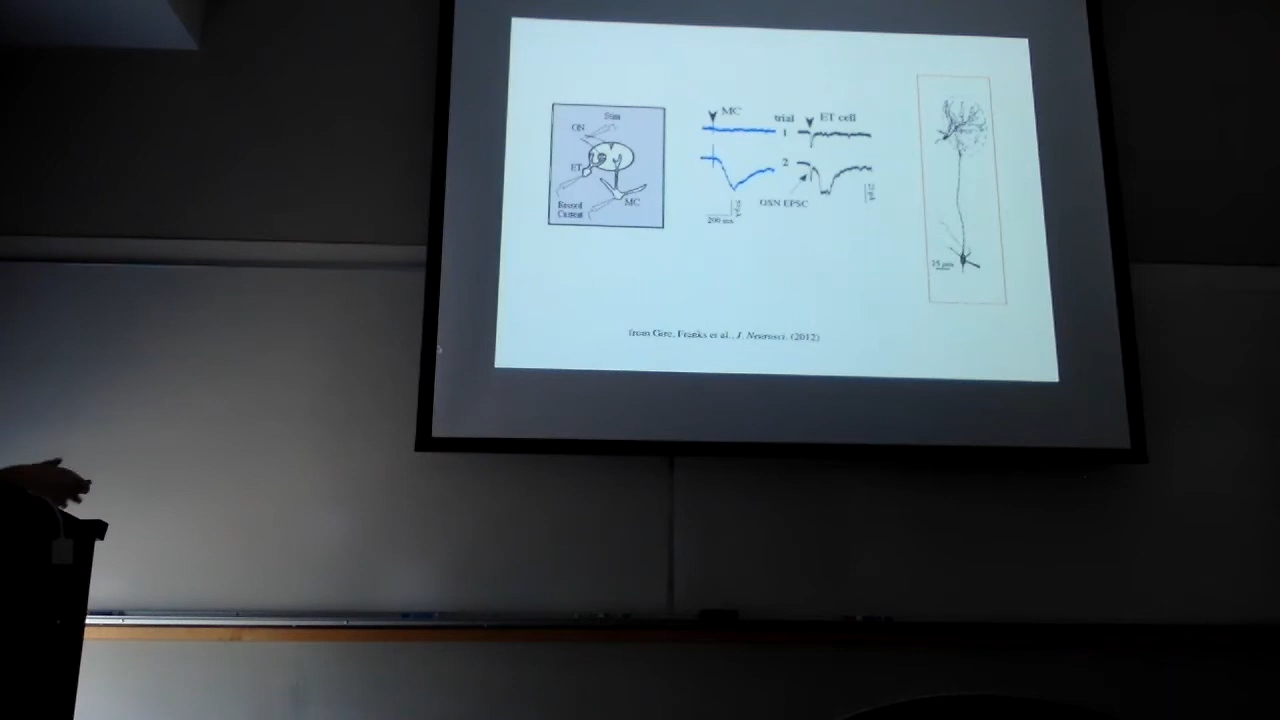 Stim
ON
ET
Record
Current
MC
MC
trial
ET cell
1
2
OSN EPSC
200 ms
25 µm
from Gire, Franks et al., J. Neurosci. (2012)